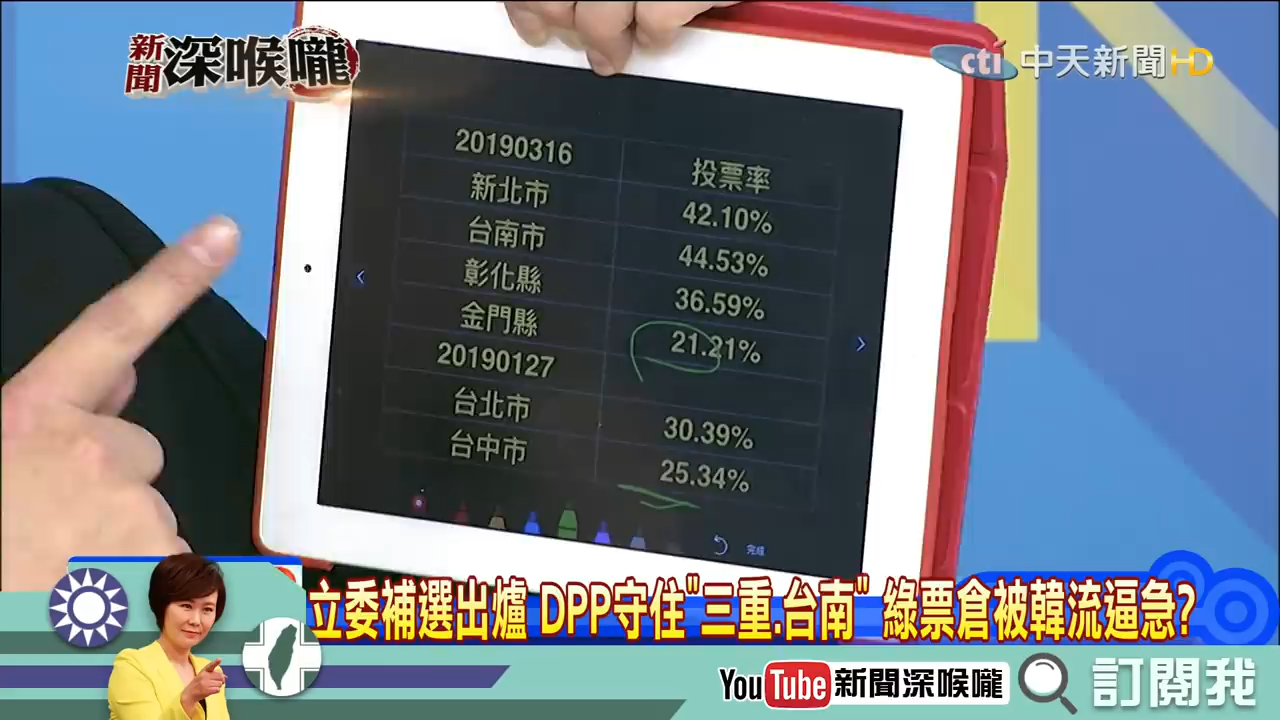 新聞深喉嚨
cti 中天新聞HD
20190316 投票率
新北市 42.10%
台南市 44.53%
彰化縣 36.59%
金門縣 21.21%
20190127
台北市 30.39%
台中市 25.34%
完成
立委補選出爐 DPP守住"三重.台南" 綠票倉被韓流逼急?
YouTube 新聞深喉嚨 訂閱我